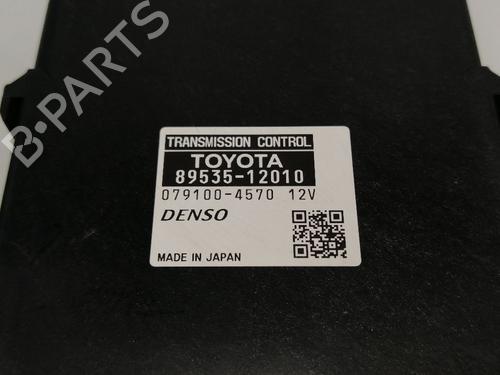 B-PARTS
TRANSMISSION CONTROL
TOYOTA
89535-12010
079100-4570 12V
DENSO
MADE IN JAPAN